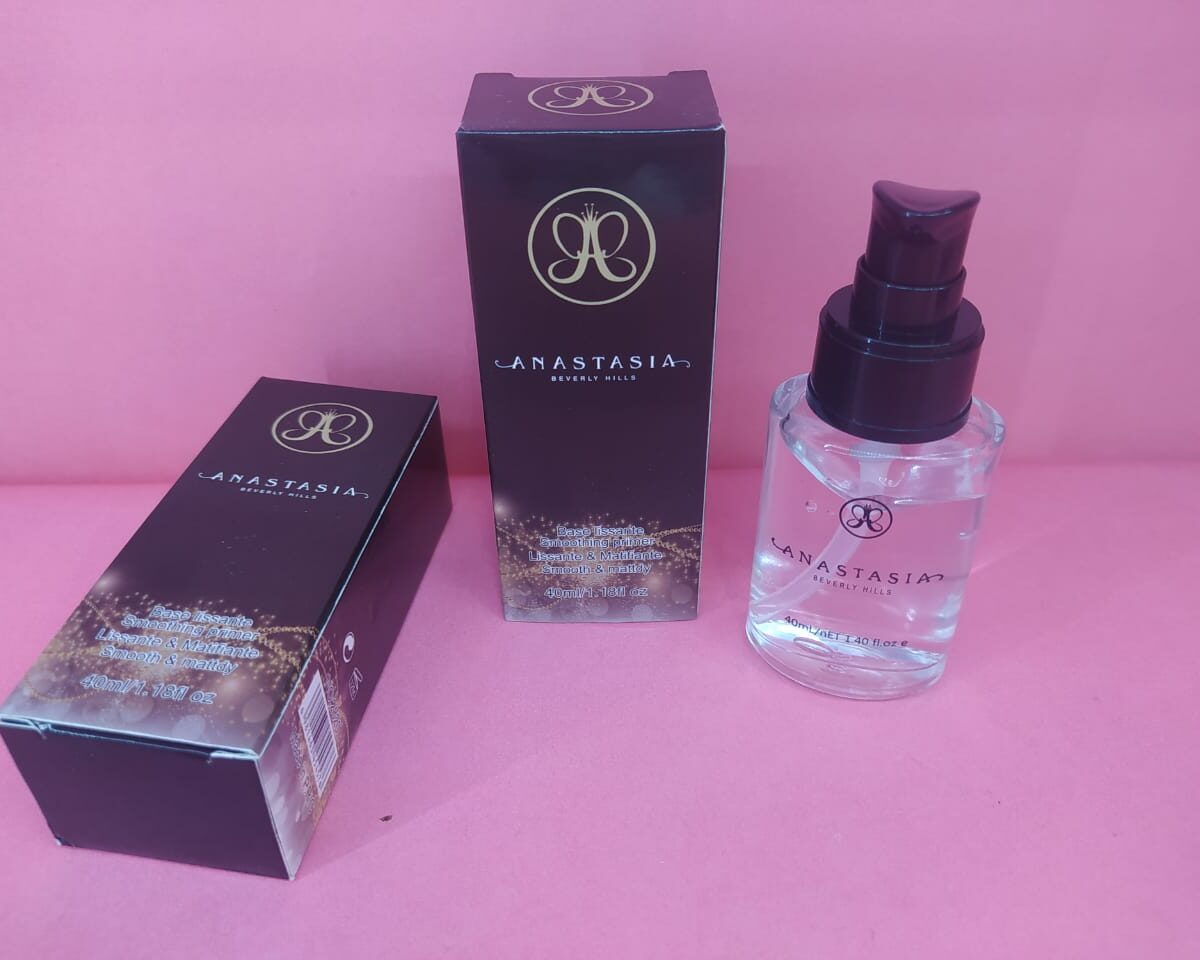 ANASTASIA
BEVERLY HILLS
Base lissante
Smoothing primer
Lissante & Matifiante
Smooth & mattdy
40ml/1.18fl oz
ANASTASIA
BEVERLY HILLS
Base lissante
Smoothing primer
Lissante & Matifiante
Smooth & mattdy
40ml/1.18fl oz
ANASTASIA
BEVERLY HILLS
40mL/nET 1.40 fl.oz e